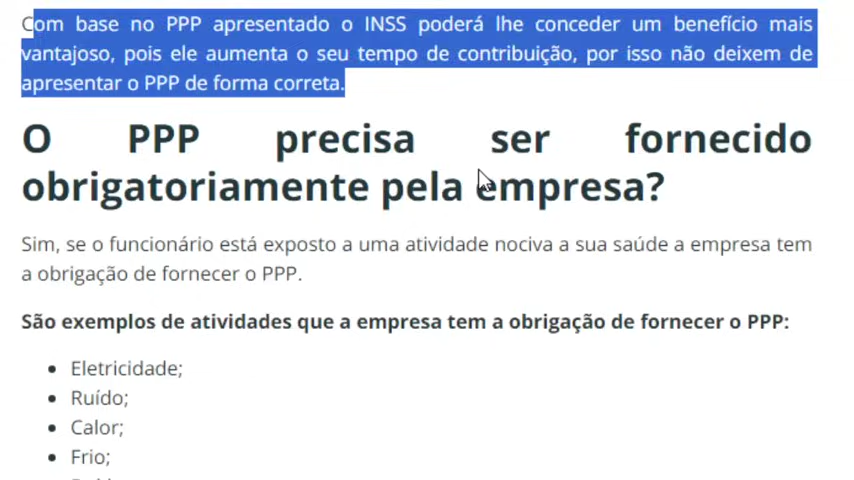 Com base no PPP apresentado o INSS poderá lhe conceder um benefício mais
vantajoso, pois ele aumenta o seu tempo de contribuição, por isso não deixem de
apresentar o PPP de forma correta.
O PPP precisa ser fornecido
obrigatoriamente pela empresa?
Sim, se o funcionário está exposto a uma atividade nociva a sua saúde a empresa tem
a obrigação de fornecer o PPP.
São exemplos de atividades que a empresa tem a obrigação de fornecer o PPP:
Eletricidade;
Ruído;
Calor;
Frio;